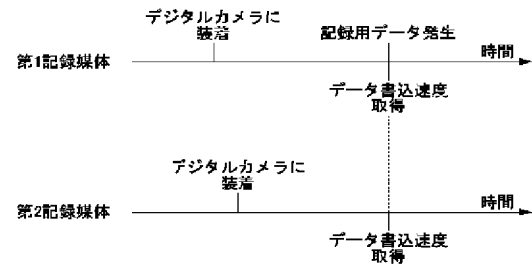 デジタルカメラに
装着
記録用データ発生
第1記録媒体
時間
データ書込速度
取得
デジタルカメラに
装着
第2記録媒体
時間
データ書込速度
取得